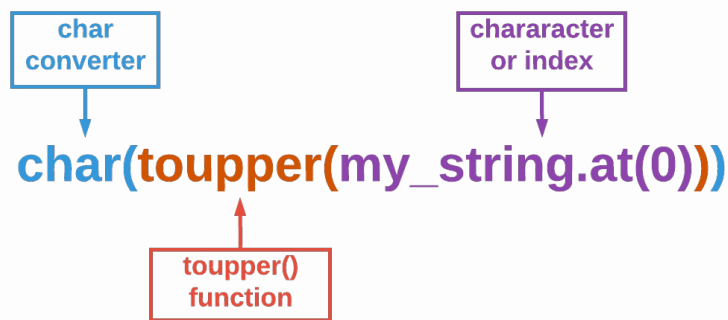 char
converter
chararacter
or index
char(toupper(my_string.at(0)))
toupper()
function